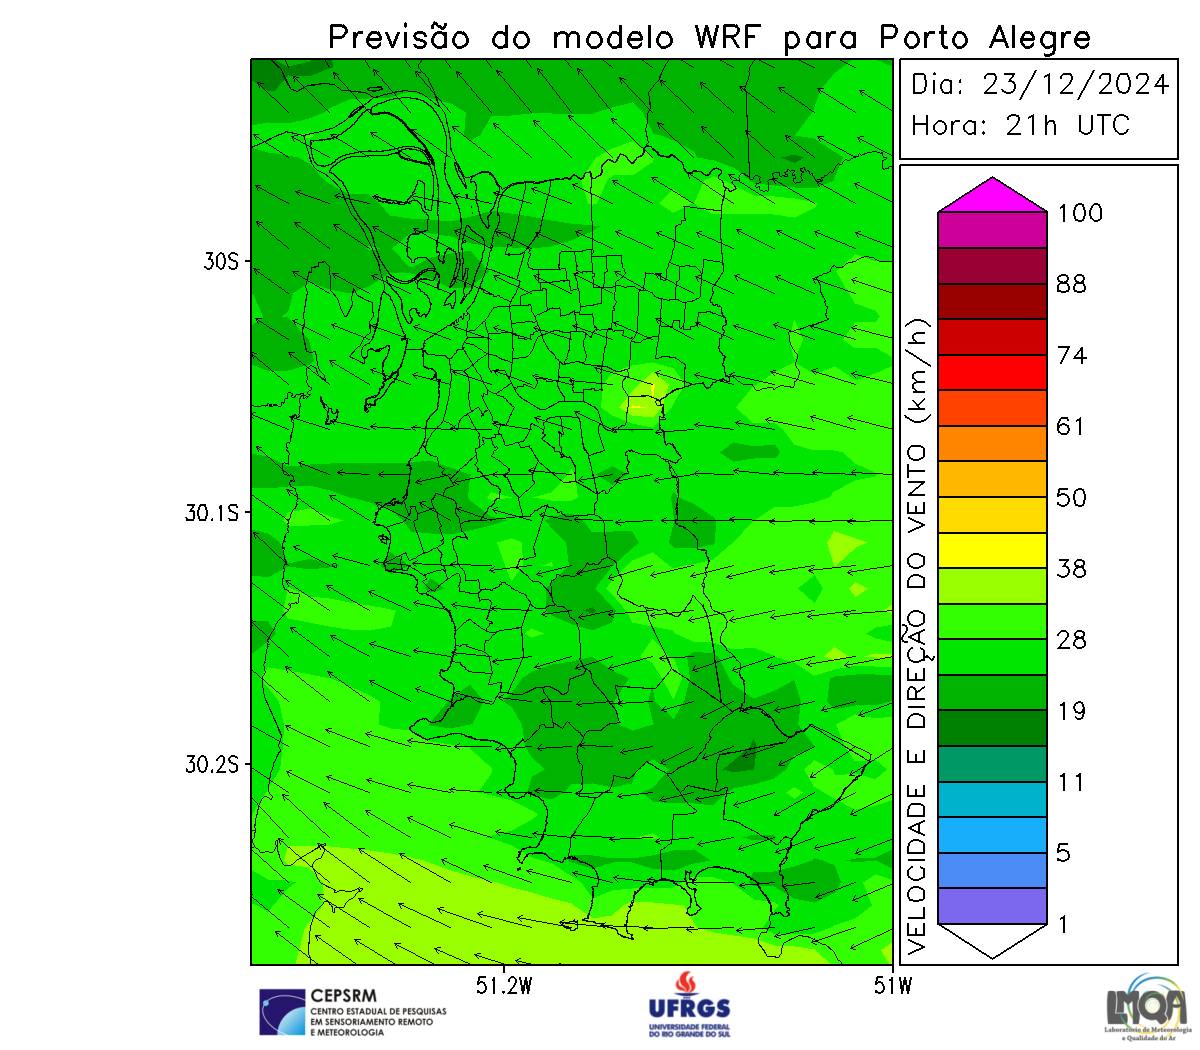 Previsão do modelo WRF para Porto Alegre
Dia: 23/12/2024
Hora: 21h UTC
30S
30.1S
30.2S
51.2W
51W
VELOCIDADE E DIREÇÃO DO VENTO (km/h)
100
88
74
61
50
38
28
19
11
5
1
CEPSRM
CENTRO ESTADUAL DE PESQUISAS
EM SENSORIAMENTO REMOTO
E METEOROLOGIA
UFRGS
UNIVERSIDADE FEDERAL
DO RIO GRANDE DO SUL
LMQA
Laboratório de Meteorologia
e Qualidade do Ar